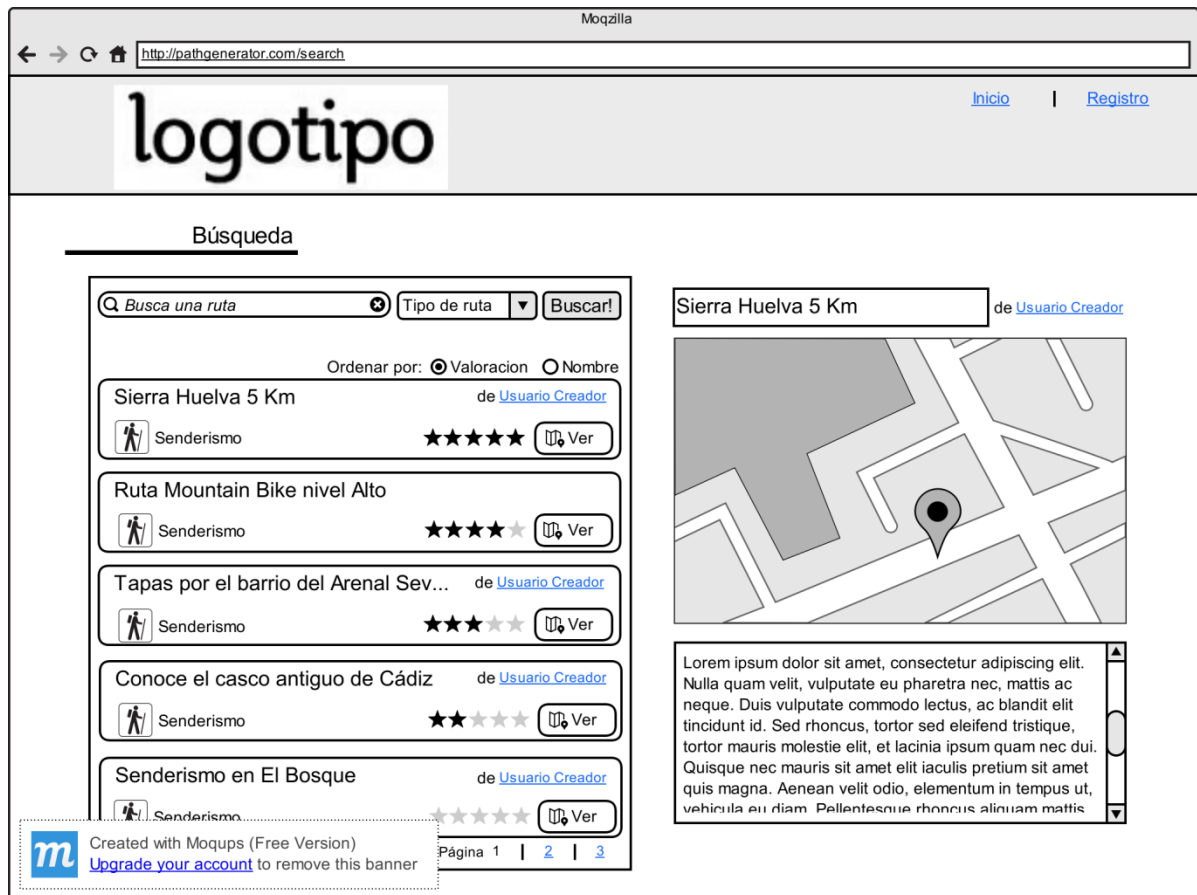 Moqzilla
http://pathgenerator.com/search
logotipo
Inicio | Registro
Búsqueda
Busca una ruta
Tipo de ruta
Buscar!
Ordenar por: Valoracion Nombre
Sierra Huelva 5 Km de Usuario Creador
Senderismo Ver
Ruta Mountain Bike nivel Alto
Senderismo Ver
Tapas por el barrio del Arenal Sev... de Usuario Creador
Senderismo Ver
Conoce el casco antiguo de Cádiz de Usuario Creador
Senderismo Ver
Senderismo en El Bosque de Usuario Creador
Senderismo Ver
Página 1 | 2 | 3
Created with Moqups (Free Version)
Upgrade your account to remove this banner
Sierra Huelva 5 Km de Usuario Creador
Lorem ipsum dolor sit amet, consectetur adipiscing elit.
Nulla quam velit, vulputate eu pharetra nec, mattis ac
neque. Duis vulputate commodo lectus, ac blandit elit
tincidunt id. Sed rhoncus, tortor sed eleifend tristique,
tortor mauris molestie elit, et lacinia ipsum quam nec dui.
Quisque nec mauris sit amet elit iaculis pretium sit amet
quis magna. Aenean velit odio, elementum in tempus ut,
vehicula eu diam. Pellentesque rhoncus aliquam mattis